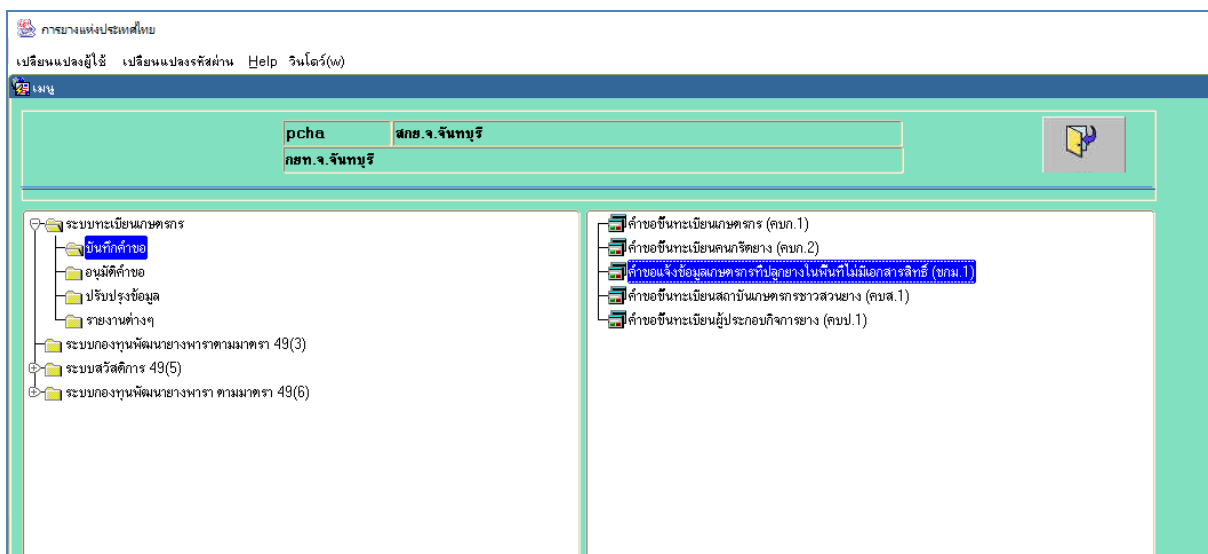 การยางแห่งประเทศไทย
เปลี่ยนแปลงผู้ใช้ เปลี่ยนแปลงรหัสผ่าน Help วินโดว์(w)
เมนู
pcha สกย.จ.จันทบุรี
กยท.จ.จันทบุรี
ระบบทะเบียนเกษตรกร
บันทึกคำขอ
อนุมัติคำขอ
ปรับปรุงข้อมูล
รายงานต่างๆ
ระบบกองทุนพัฒนายางพาราตามมาตรา 49(3)
ระบบสวัสดิการ 49(5)
ระบบกองทุนพัฒนายางพารา ตามมาตรา 49(6)
คำขอขึ้นทะเบียนเกษตรกร (คบก.1)
คำขอขึ้นทะเบียนคนกรีดยาง (คบก.2)
คำขอแจ้งข้อมูลเกษตรกรที่ปลูกยางในพื้นที่ไม่มีเอกสารสิทธิ์ (ขกม.1)
คำขอขึ้นทะเบียนสถาบันเกษตรกรชาวสวนยาง (คบส.1)
คำขอขึ้นทะเบียนผู้ประกอบกิจการยาง (คบป.1)